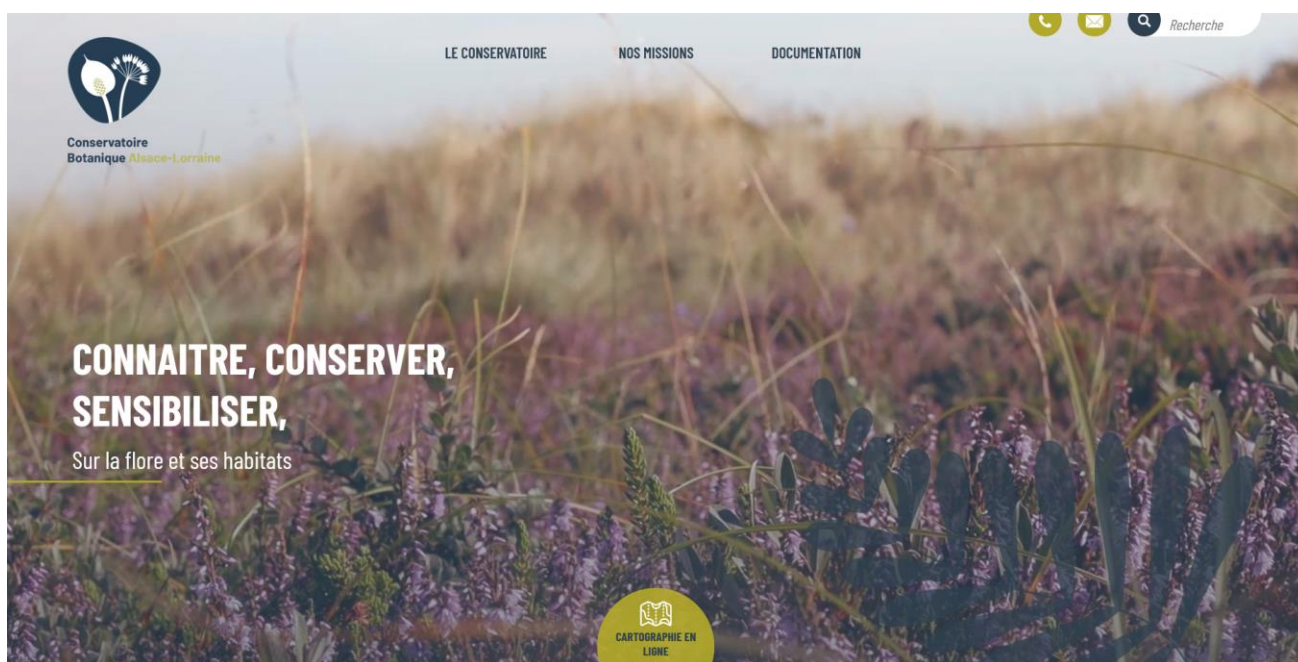 Recherche
LE CONSERVATOIRE NOS MISSIONS DOCUMENTATION
Conservatoire
Botanique Alsace-Lorraine
CONNAITRE, CONSERVER,
SENSIBILISER,
Sur la flore et ses habitats
CARTOGRAPHIE EN
LIGNE